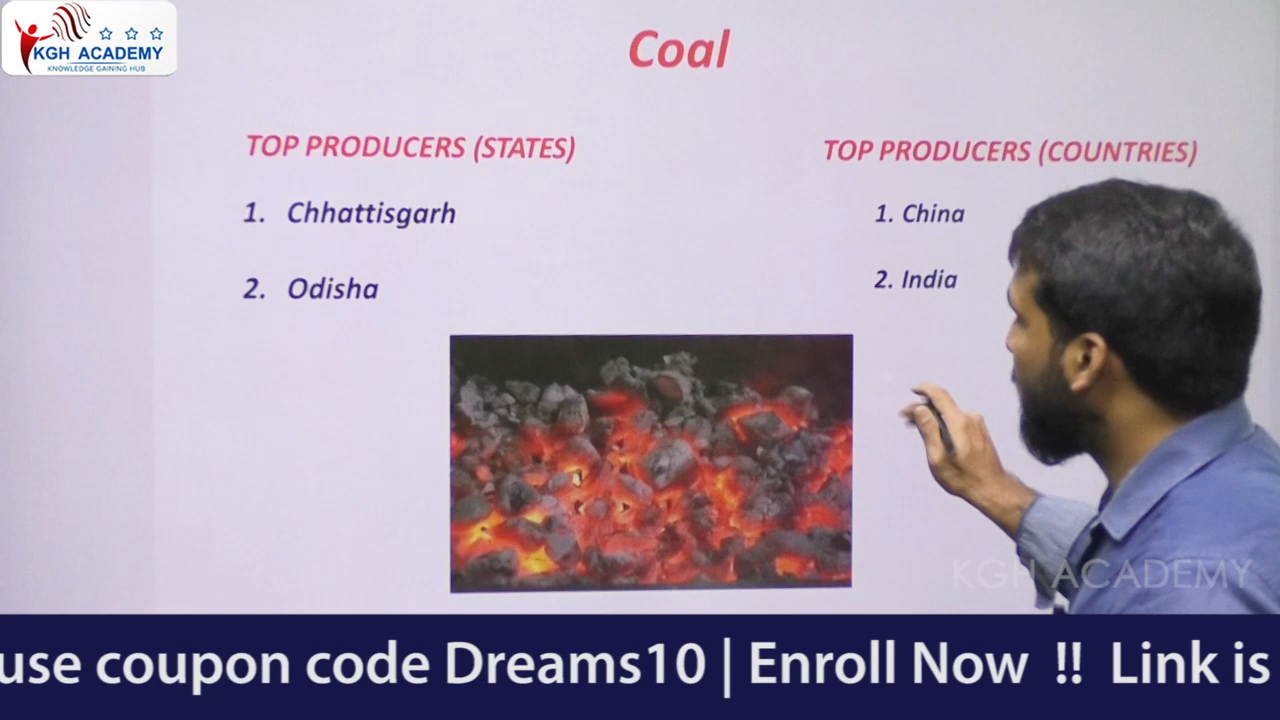 KGH ACADEMY
KNOWLEDGE GAINING HUB
Coal
TOP PRODUCERS (STATES)
1. Chhattisgarh
2. Odisha
TOP PRODUCERS (COUNTRIES)
1. China
2. India
KGH ACADEMY
use coupon code Dreams10 | Enroll Now !! Link is